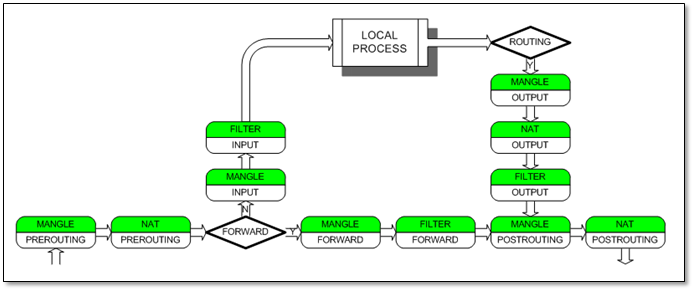 LOCAL
PROCESS
ROUTING
Y
MANGLE
OUTPUT
FILTER
INPUT
NAT
OUTPUT
MANGLE
INPUT
FILTER
OUTPUT
N
MANGLE
PREROUTING
NAT
PREROUTING
FORWARD
Y
MANGLE
FORWARD
FILTER
FORWARD
MANGLE
POSTROUTING
NAT
POSTROUTING